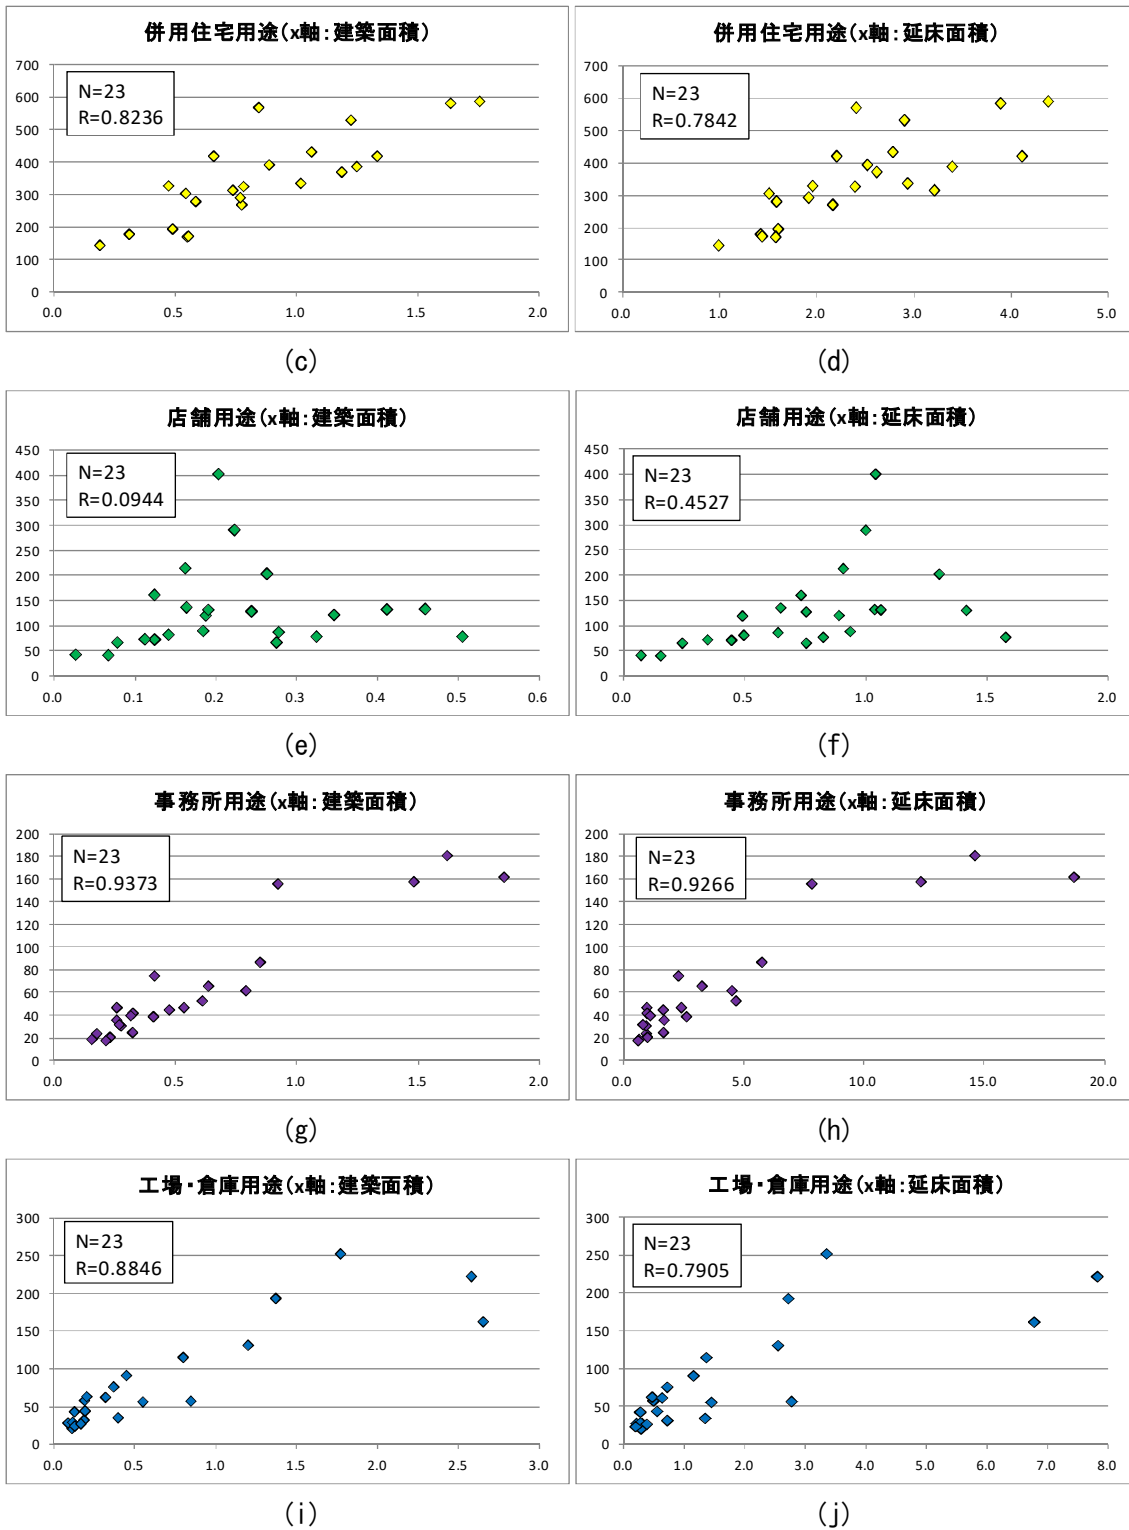 併用住宅用途(x軸:建築面積)
N=23
R=0.8236
700
600
500
400
300
200
100
0
0.0 0.5 1.0 1.5 2.0
(c)
併用住宅用途(x軸:延床面積)
N=23
R=0.7842
700
600
500
400
300
200
100
0
0.0 1.0 2.0 3.0 4.0 5.0
(d)
店舗用途(x軸:建築面積)
N=23
R=0.0944
450
400
350
300
250
200
150
100
50
0
0.0 0.1 0.2 0.3 0.4 0.5 0.6
(e)
店舗用途(x軸:延床面積)
N=23
R=0.4527
450
400
350
300
250
200
150
100
50
0
0.0 0.5 1.0 1.5 2.0
(f)
事務所用途(x軸:建築面積)
N=23
R=0.9373
200
180
160
140
120
100
80
60
40
20
0
0.0 0.5 1.0 1.5 2.0
(g)
事務所用途(x軸:延床面積)
N=23
R=0.9266
200
180
160
140
120
100
80
60
40
20
0
0.0 5.0 10.0 15.0 20.0
(h)
工場・倉庫用途(x軸:建築面積)
N=23
R=0.8846
300
250
200
150
100
50
0
0.0 0.5 1.0 1.5 2.0 2.5 3.0
(i)
工場・倉庫用途(x軸:延床面積)
N=23
R=0.7905
300
250
200
150
100
50
0
0.0 1.0 2.0 3.0 4.0 5.0 6.0 7.0 8.0
(j)